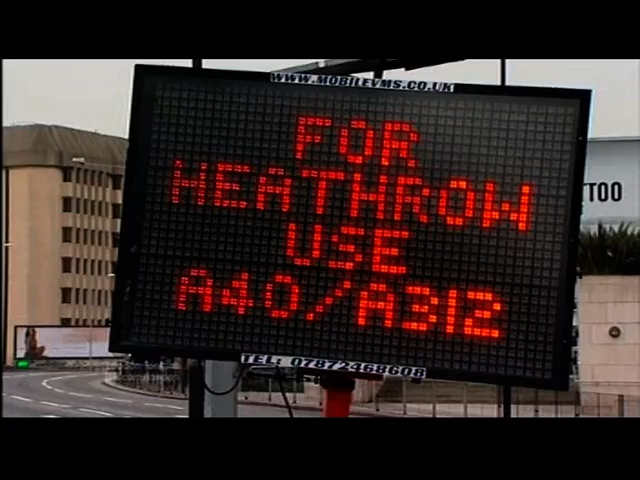 WWW.MOBILEVMS.CO.UK
FOR
HEATHROW
USE
A40/A312
TEL: 07872468608
TOO